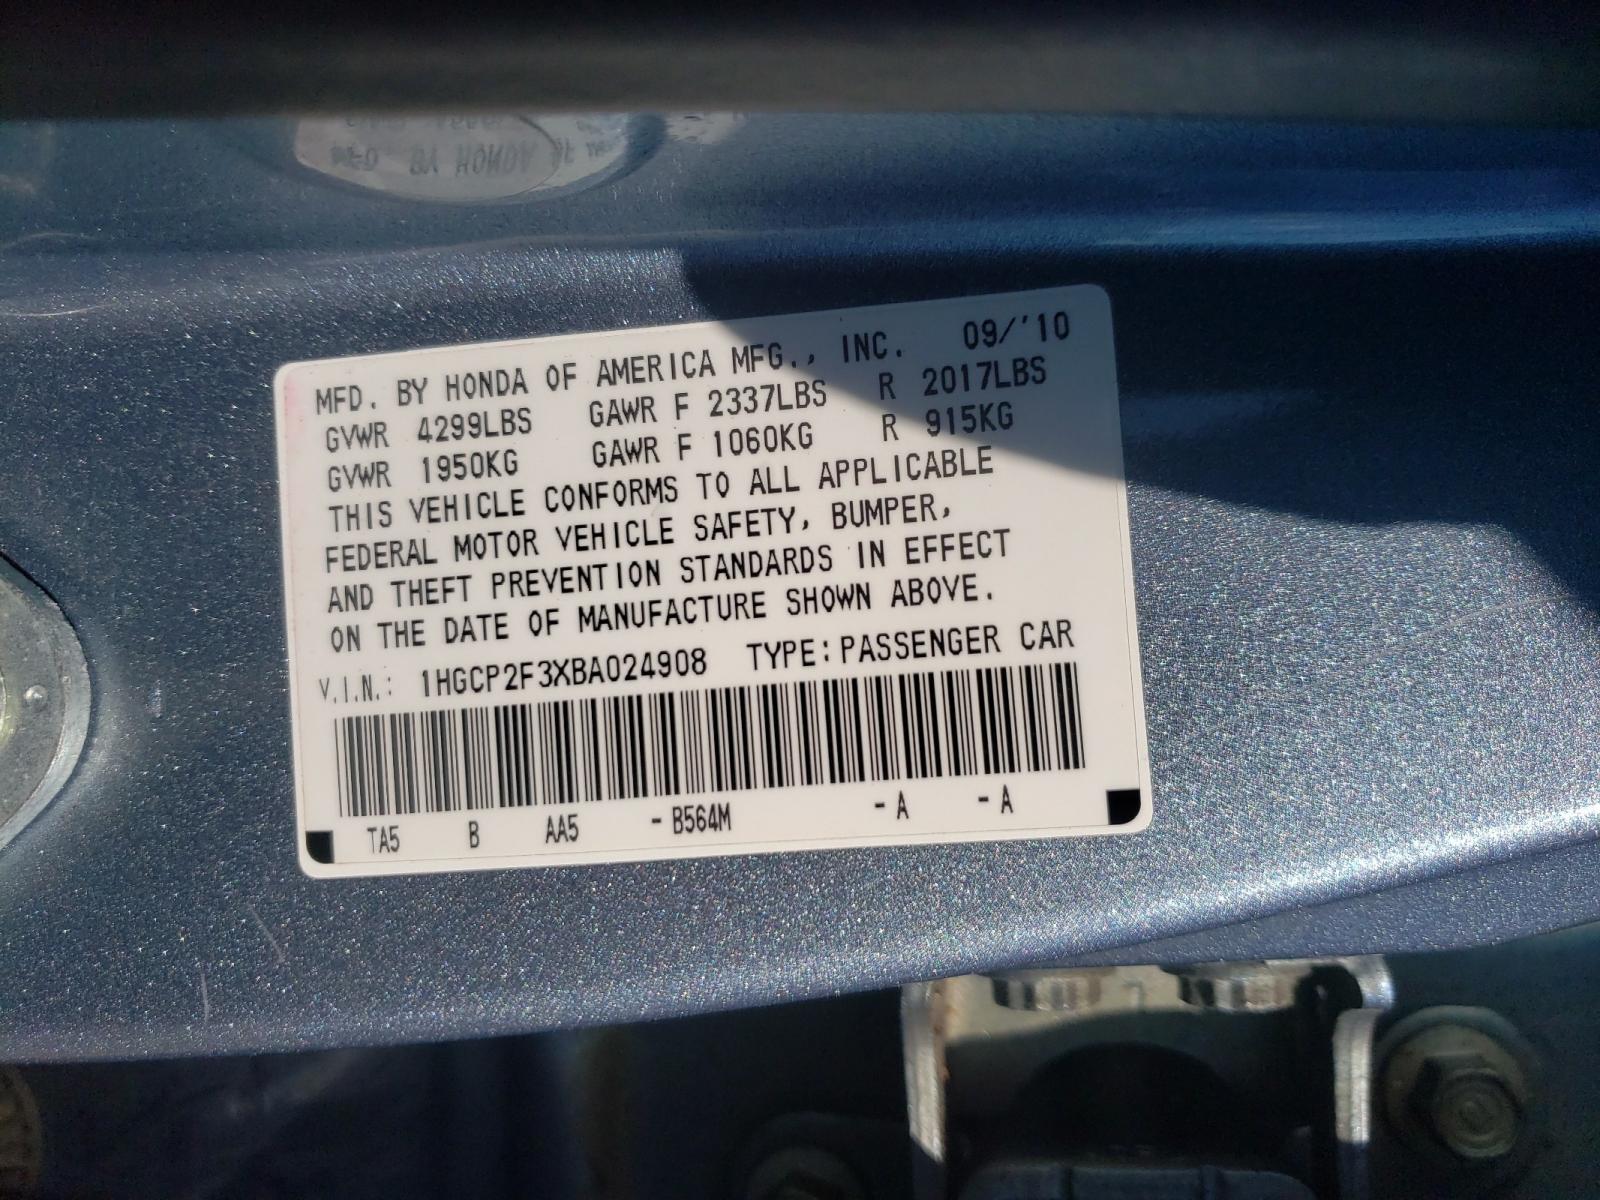 MFD. BY HONDA OF AMERICA MFG., INC. 09/'10
GVWR 4299LBS GAWR F 2337LBS R 2017LBS
GVWR 1950KG GAWR F 1060KG R 915KG
THIS VEHICLE CONFORMS TO ALL APPLICABLE
FEDERAL MOTOR VEHICLE SAFETY, BUMPER,
AND THEFT PREVENTION STANDARDS IN EFFECT
ON THE DATE OF MANUFACTURE SHOWN ABOVE.
V.I.N.: 1HGCP2F3XBA024908 TYPE: PASSENGER CAR
TA5 B AA5 - B564M - A - A